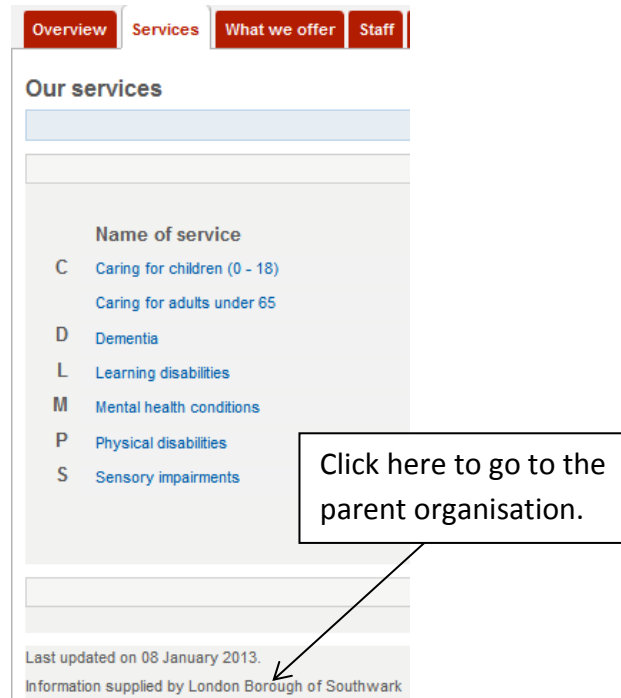 Overview Services What we offer Staff
Our services
Name of service
C Caring for children (0 - 18)
Caring for adults under 65
D Dementia
L Learning disabilities
M Mental health conditions
P Physical disabilities
S Sensory impairments
Click here to go to the
parent organisation.
Last updated on 08 January 2013.
Information supplied by London Borough of Southwark